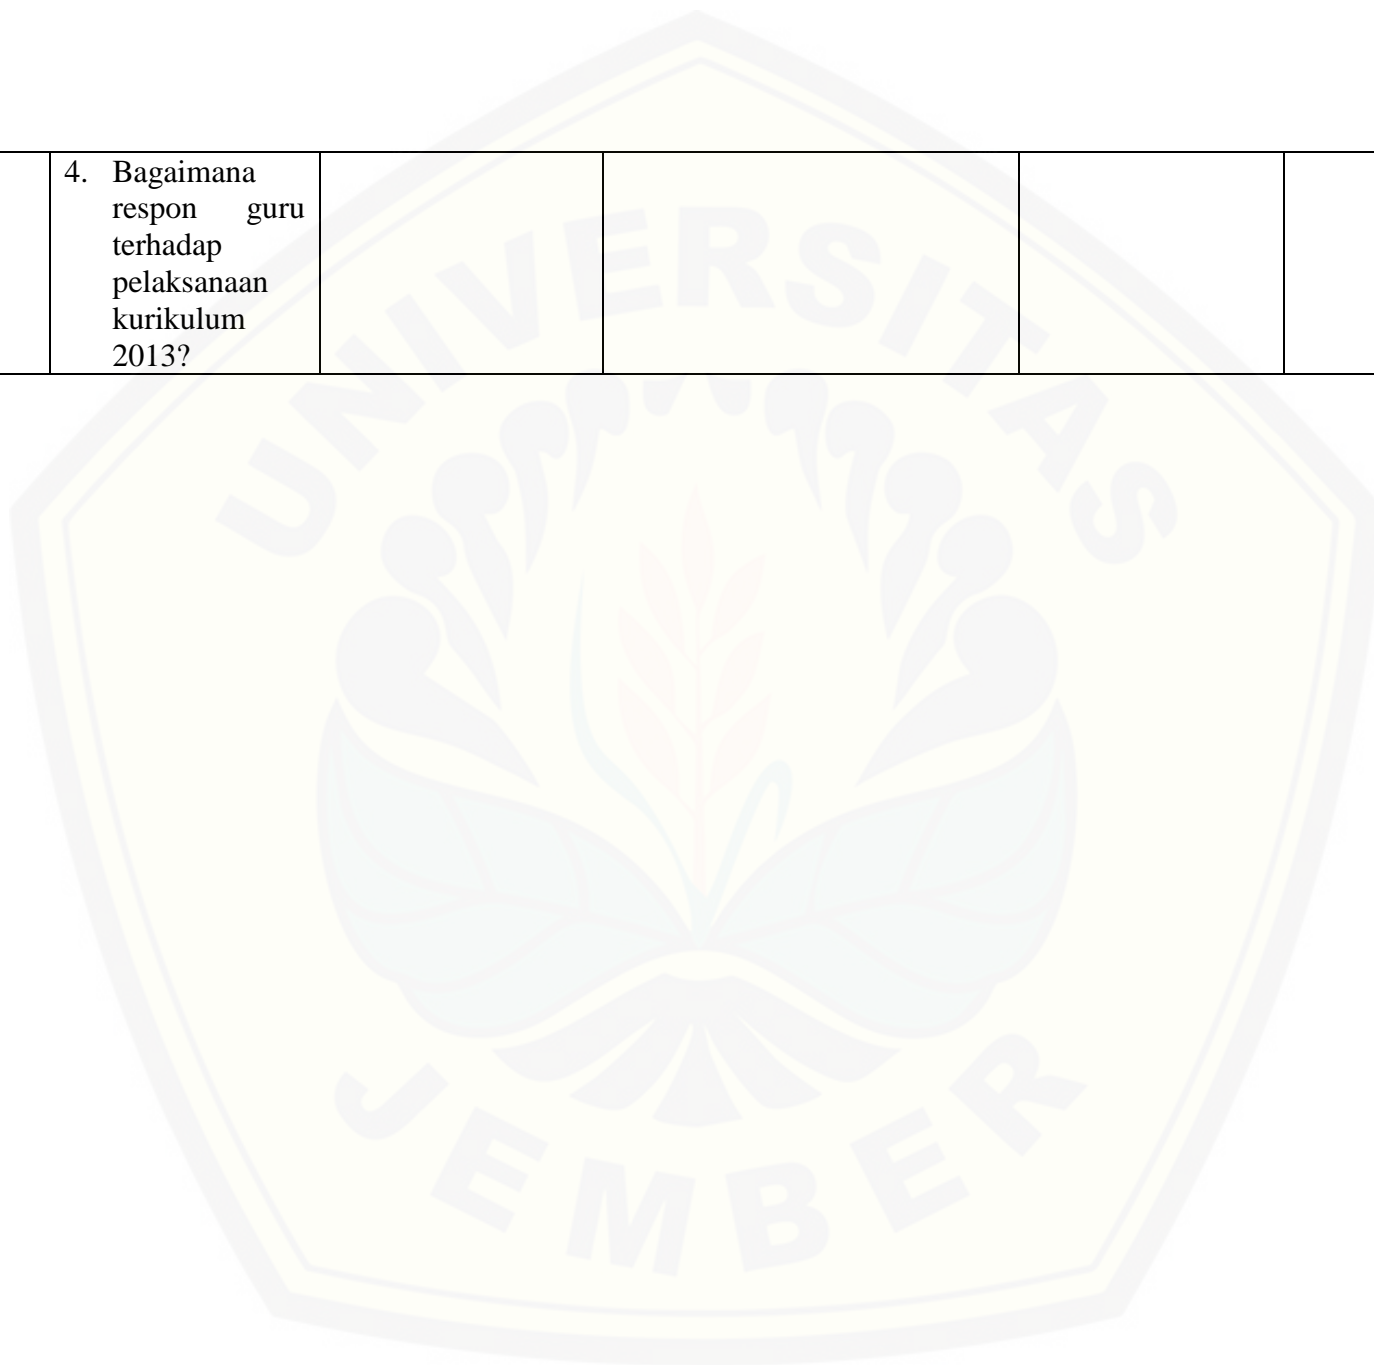 4. Bagaimana
respon guru
terhadap
pelaksanaan
kurikulum
2013?
UNIVERSITAS
JEMBER